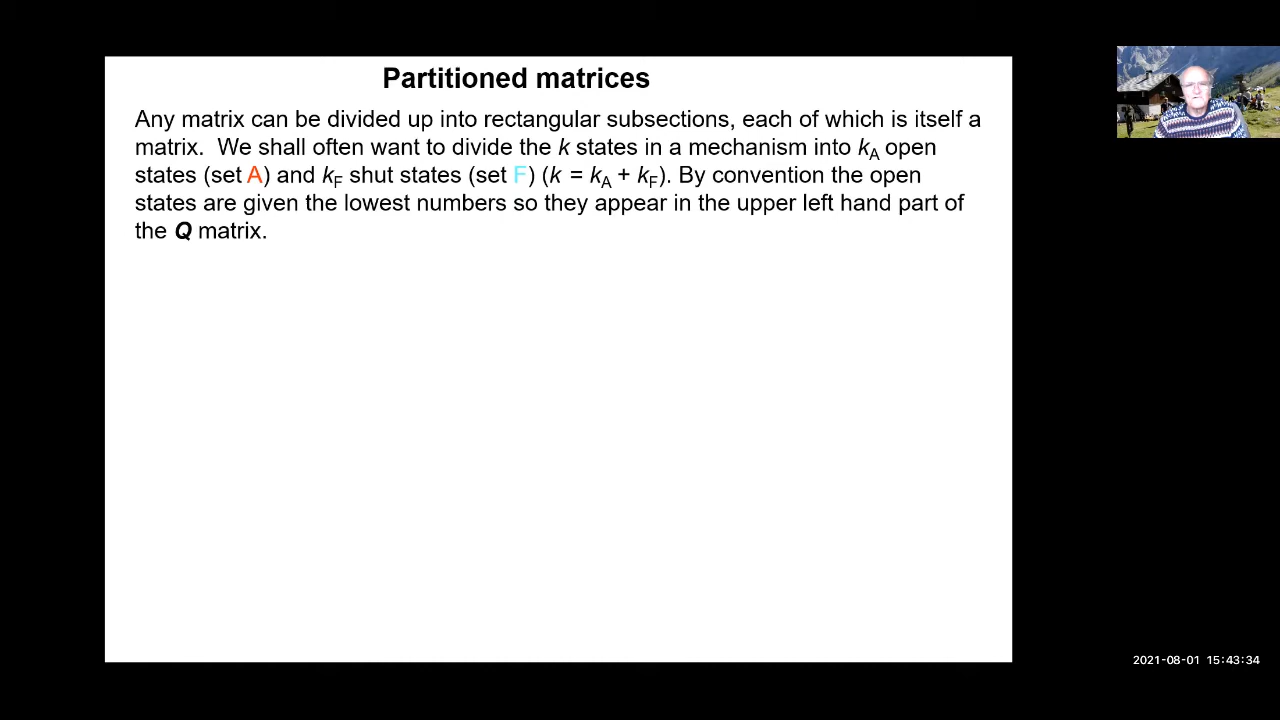 Partitioned matrices
Any matrix can be divided up into rectangular subsections, each of which is itself a
matrix. We shall often want to divide the k states in a mechanism into kA open
states (set A) and kF shut states (set F) (k = kA + kF). By convention the open
states are given the lowest numbers so they appear in the upper left hand part of
the Q matrix.
2021-08-01 15:43:34